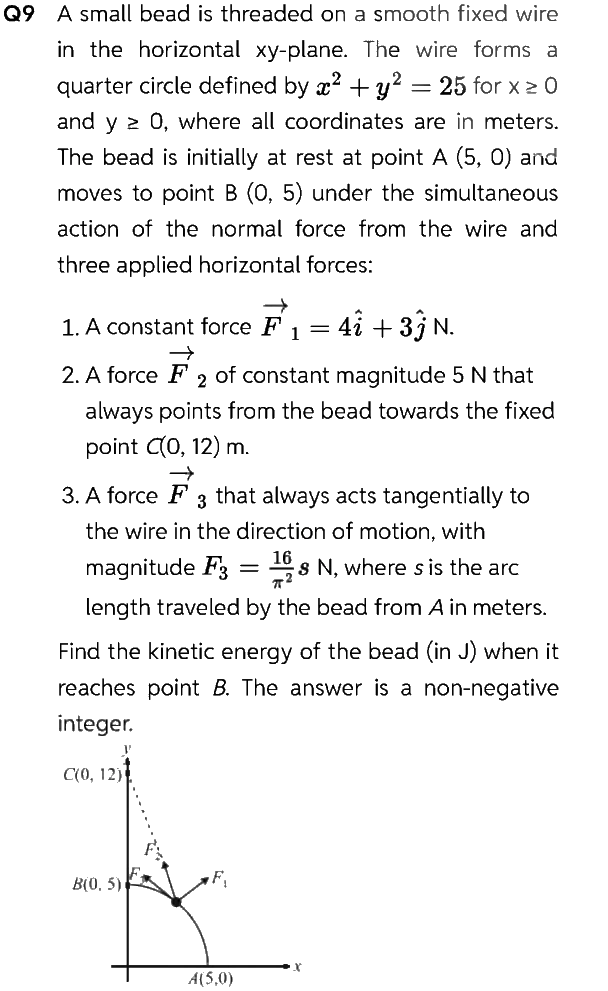 Q9 A small bead is threaded on a smooth fixed wire
in the horizontal xy-plane. The wire forms a
quarter circle defined by x² + y² = 25 for x ≥ 0
and y ≥ 0, where all coordinates are in meters.
The bead is initially at rest at point A (5, 0) and
moves to point B (0, 5) under the simultaneous
action of the normal force from the wire and
three applied horizontal forces:
1. A constant force F⃗ ₁ = 4î + 3ĵ N.
2. A force F⃗ ₂ of constant magnitude 5 N that
always points from the bead towards the fixed
point C(0, 12) m.
3. A force F⃗ ₃ that always acts tangentially to
the wire in the direction of motion, with
magnitude F₃ = 16/π² s N, where s is the arc
length traveled by the bead from A in meters.
Find the kinetic energy of the bead (in J) when it
reaches point B. The answer is a non-negative
integer.
y
C(0, 12)
F₂
B(0, 5)
F
F₁
x
A(5,0)